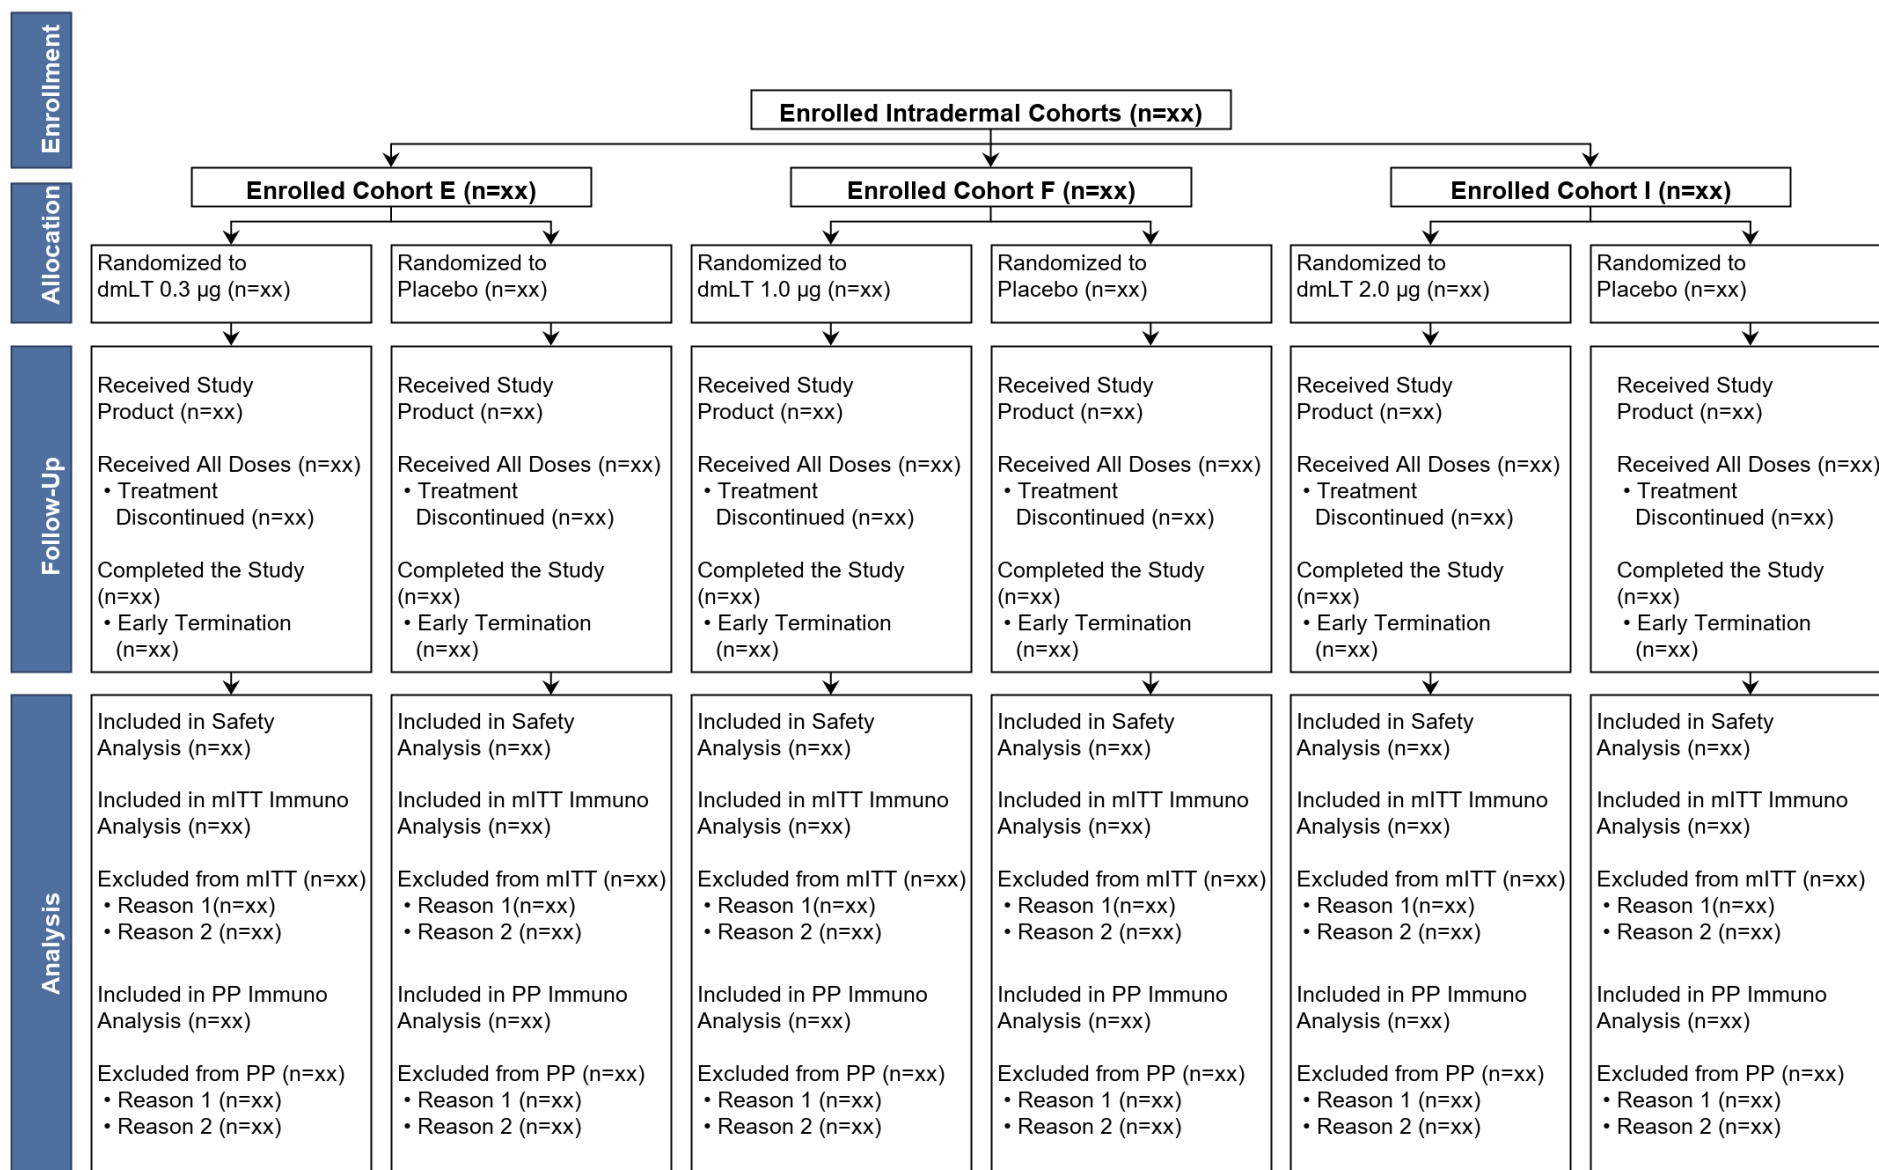 Enrollment
Enrolled Intradermal Cohorts (n=xx)
Enrolled Cohort E (n=xx)
Enrolled Cohort F (n=xx)
Enrolled Cohort I (n=xx)
Allocation
Randomized to
dmLT 0.3 µg (n=xx)
Randomized to
Placebo (n=xx)
Randomized to
dmLT 1.0 µg (n=xx)
Randomized to
Placebo (n=xx)
Randomized to
dmLT 2.0 µg (n=xx)
Randomized to
Placebo (n=xx)
Follow-Up
Received Study
Product (n=xx)
Received All Doses (n=xx)
• Treatment
Discontinued (n=xx)
Completed the Study
(n=xx)
• Early Termination
(n=xx)
Received Study
Product (n=xx)
Received All Doses (n=xx)
• Treatment
Discontinued (n=xx)
Completed the Study
(n=xx)
• Early Termination
(n=xx)
Received Study
Product (n=xx)
Received All Doses (n=xx)
• Treatment
Discontinued (n=xx)
Completed the Study
(n=xx)
• Early Termination
(n=xx)
Received Study
Product (n=xx)
Received All Doses (n=xx)
• Treatment
Discontinued (n=xx)
Completed the Study
(n=xx)
• Early Termination
(n=xx)
Received Study
Product (n=xx)
Received All Doses (n=xx)
• Treatment
Discontinued (n=xx)
Completed the Study
(n=xx)
• Early Termination
(n=xx)
Received Study
Product (n=xx)
Received All Doses (n=xx)
• Treatment
Discontinued (n=xx)
Completed the Study
(n=xx)
• Early Termination
(n=xx)
Analysis
Included in Safety
Analysis (n=xx)
Included in mITT Immuno
Analysis (n=xx)
Excluded from mITT (n=xx)
• Reason 1(n=xx)
• Reason 2 (n=xx)
Included in PP Immuno
Analysis (n=xx)
Excluded from PP (n=xx)
• Reason 1 (n=xx)
• Reason 2 (n=xx)
Included in Safety
Analysis (n=xx)
Included in mITT Immuno
Analysis (n=xx)
Excluded from mITT (n=xx)
• Reason 1(n=xx)
• Reason 2 (n=xx)
Included in PP Immuno
Analysis (n=xx)
Excluded from PP (n=xx)
• Reason 1 (n=xx)
• Reason 2 (n=xx)
Included in Safety
Analysis (n=xx)
Included in mITT Immuno
Analysis (n=xx)
Excluded from mITT (n=xx)
• Reason 1(n=xx)
• Reason 2 (n=xx)
Included in PP Immuno
Analysis (n=xx)
Excluded from PP (n=xx)
• Reason 1 (n=xx)
• Reason 2 (n=xx)
Included in Safety
Analysis (n=xx)
Included in mITT Immuno
Analysis (n=xx)
Excluded from mITT (n=xx)
• Reason 1(n=xx)
• Reason 2 (n=xx)
Included in PP Immuno
Analysis (n=xx)
Excluded from PP (n=xx)
• Reason 1 (n=xx)
• Reason 2 (n=xx)
Included in Safety
Analysis (n=xx)
Included in mITT Immuno
Analysis (n=xx)
Excluded from mITT (n=xx)
• Reason 1(n=xx)
• Reason 2 (n=xx)
Included in PP Immuno
Analysis (n=xx)
Excluded from PP (n=xx)
• Reason 1 (n=xx)
• Reason 2 (n=xx)
Included in Safety
Analysis (n=xx)
Included in mITT Immuno
Analysis (n=xx)
Excluded from mITT (n=xx)
• Reason 1(n=xx)
• Reason 2 (n=xx)
Included in PP Immuno
Analysis (n=xx)
Excluded from PP (n=xx)
• Reason 1 (n=xx)
• Reason 2 (n=xx)